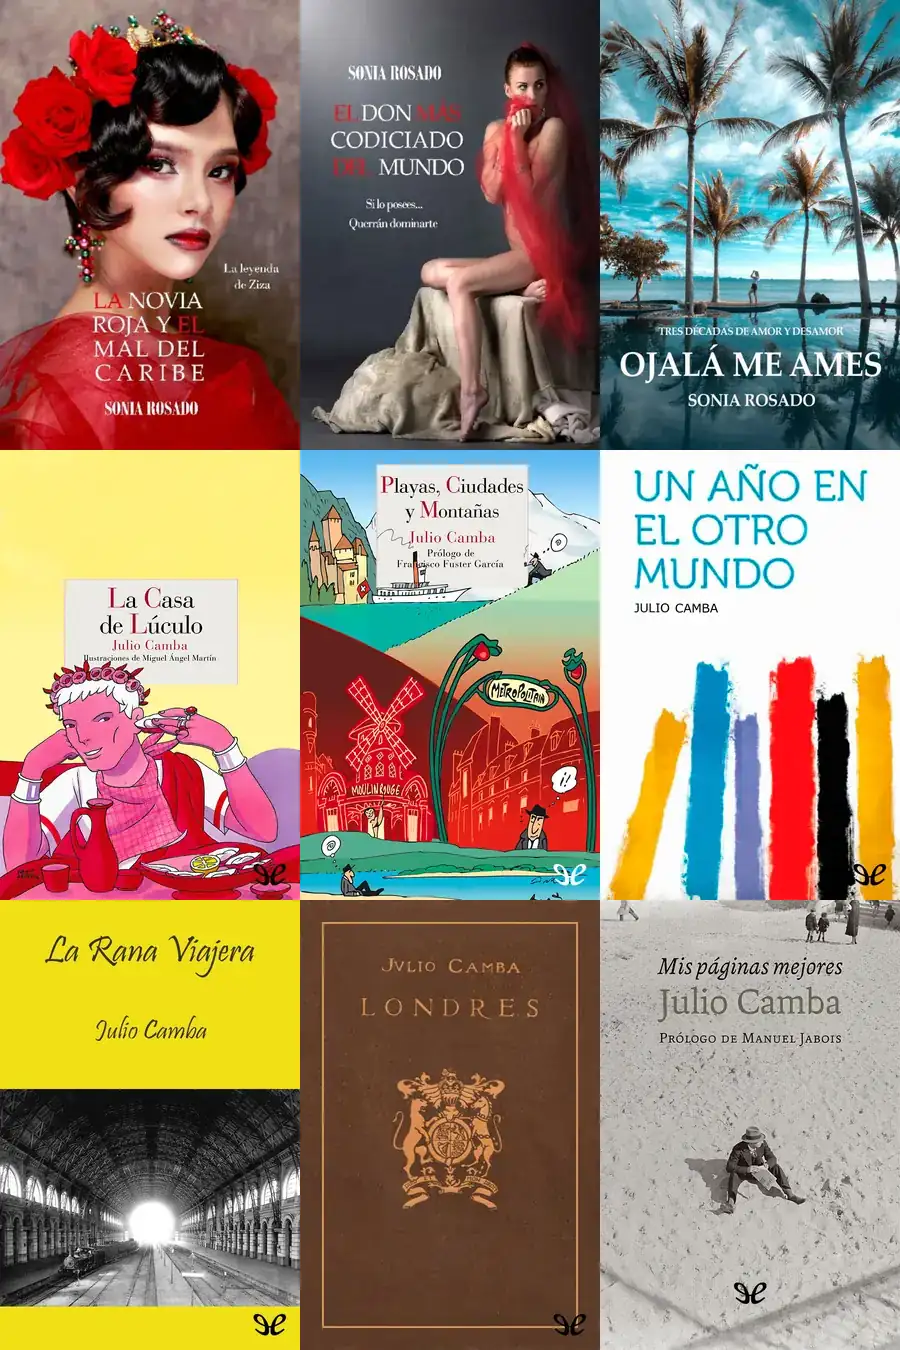 La leyenda
de Ziza
LA NOVIA
ROJA Y EL
MAL DEL
CARIBE
SONIA ROSADO
SONIA ROSADO
EL DON MÁS
CODICIADO
DEL MUNDO
Si lo posees...
Querrán dominarte
TRES DÉCADAS DE AMOR Y DESAMOR
OJALÁ ME AMES
SONIA ROSADO
La Casa
de Lúculo
Julio Camba
Ilustraciones de Miguel Ángel Martín
Playas, Ciudades
y Montañas
Julio Camba
Prólogo de
Francisco Fuster García
METROPOLITAIN
MOULIN ROUGE
¡!
UN AÑO EN
EL OTRO
MUNDO
JULIO CAMBA
La Rana Viajera
Julio Camba
JVLIO CAMBA
LONDRES
Mis páginas mejores
Julio Camba
PRÓLOGO DE MANUEL JABOIS